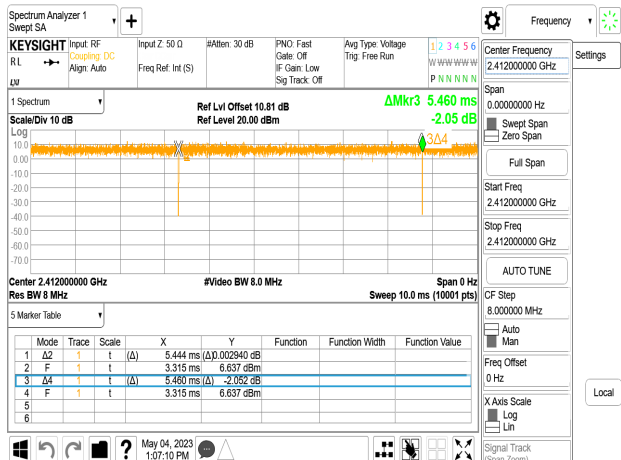 Spectrum Analyzer 1
Swept SA
Frequency
KEYSIGHT Input: RF Input Z: 50 Ω #Atten: 30 dB PNO: Fast Avg Type: Voltage 1 2 3 4 5 6
RL Coupling: DC Gate: Off Trig: Free Run
Align: Auto Freq Ref: Int (S) IF Gain: Low W W W W W W
Sig Track: Off P N N N N N
LXI
1 Spectrum
Ref Lvl Offset 10.81 dB ΔMkr3 5.460 ms
Scale/Div 10 dB Ref Level 20.00 dBm -2.05 dB
Log
3Δ4
10.0
0.00
-10.0
-20.0
-30.0
-40.0
-50.0
-60.0
-70.0
Center 2.412000000 GHz #Video BW 8.0 MHz Span 0 Hz
Res BW 8 MHz Sweep 10.0 ms (10001 pts)
5 Marker Table
Mode Trace Scale X Y Function Function Width Function Value
1 Δ2 1 t (Δ) 5.444 ms (Δ) 0.002940 dB
2 F 1 t 3.315 ms 6.637 dBm
3 Δ4 1 t (Δ) 5.460 ms (Δ) -2.052 dB
4 F 1 t 3.315 ms 6.637 dBm
5
6
May 04, 2023
1:07:10 PM
Center Frequency
2.412000000 GHz
Settings
Span
0.00000000 Hz
Swept Span
Zero Span
Full Span
Start Freq
2.412000000 GHz
Stop Freq
2.412000000 GHz
AUTO TUNE
CF Step
8.000000 MHz
Auto
Man
Freq Offset
0 Hz
Local
X Axis Scale
Log
Lin
Signal Track
(Span Zoom)